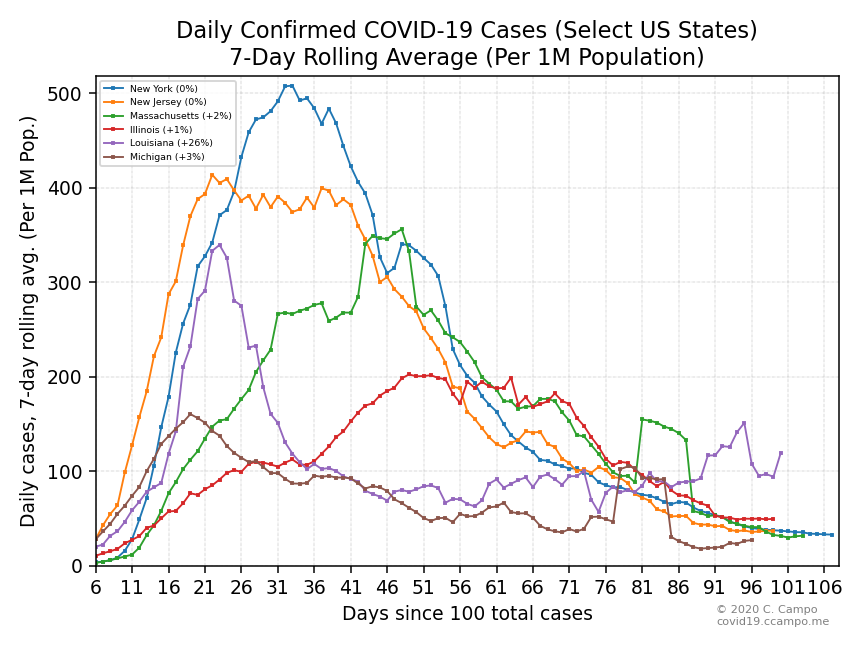 Daily Confirmed COVID-19 Cases (Select US States)
7-Day Rolling Average (Per 1M Population)
Daily cases, 7-day rolling avg. (Per 1M Pop.)
500
400
300
200
100
0
New York (0%)
New Jersey (0%)
Massachusetts (+2%)
Illinois (+1%)
Louisiana (+26%)
Michigan (+3%)
6 11 16 21 26 31 36 41 46 51 56 61 66 71 76 81 86 91 96 101 106
Days since 100 total cases
© 2020 C. Campo
covid19.ccampo.me